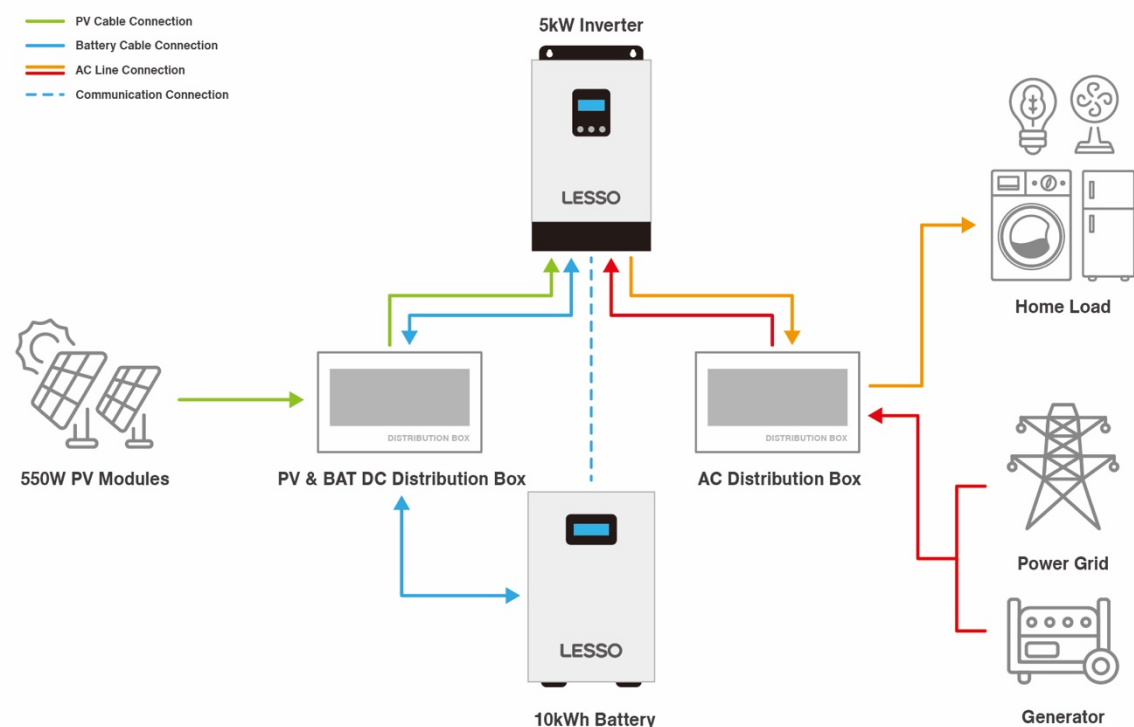 PV Cable Connection
Battery Cable Connection
AC Line Connection
Communication Connection
5kW Inverter
LESSO
Home Load
DISTRIBUTION BOX
DISTRIBUTION BOX
550W PV Modules
PV & BAT DC Distribution Box
AC Distribution Box
Power Grid
LESSO
10kWh Battery
Generator